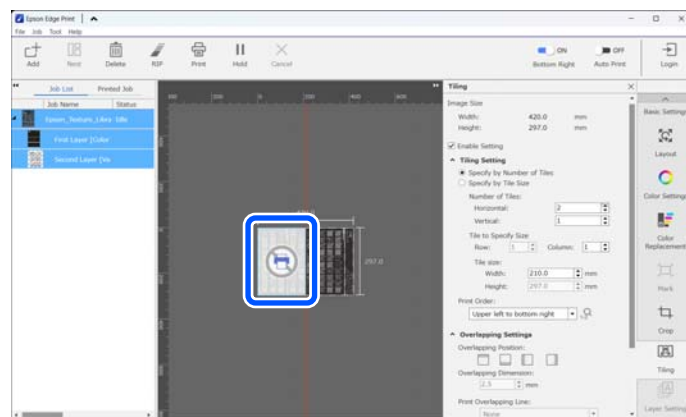 Epson Edge Print
File Job Tool Help
Add
Nest
Delete
RIP
Print
Hold
Cancel
ON
Bottom Right
OFF
Auto Print
Login
Job List
Printed Job
Job Name
Status
Epson_Texture_Libra Idle
First Layer [Color
Second Layer [Va
297.0
Tiling
Image Size
Width: 420.0 mm
Height: 297.0 mm
Enable Setting
Tiling Setting
Specify by Number of Tiles
Specify by Tile Size
Number of Tiles:
Horizontal: 2
Vertical: 1
Tile to Specify Size
Row: 1 Column: 1
Tile size:
Width: 210.0 mm
Height: 297.0 mm
Print Order:
Upper left to bottom right
Overlapping Settings
Overlapping Position:
Overlapping Dimension:
2.5 mm
Print Overlapping Line:
None
Basic Settings
Layout
Color Settings
Color
Replacement
Mark
Crop
Tiling
Layer Settings